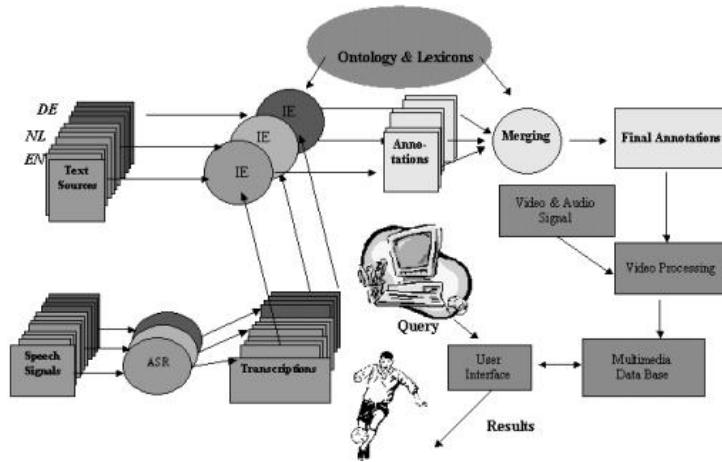 Ontology & Lexicons
DE
NL
EN
Text
Sources
IE
IE
IE
Anno-
tations
Merging
Final Annotations
Video & Audio
Signal
Video Processing
Query
Speech
Signals
ASR
Transcriptions
User
Interface
Multimedia
Data Base
Results